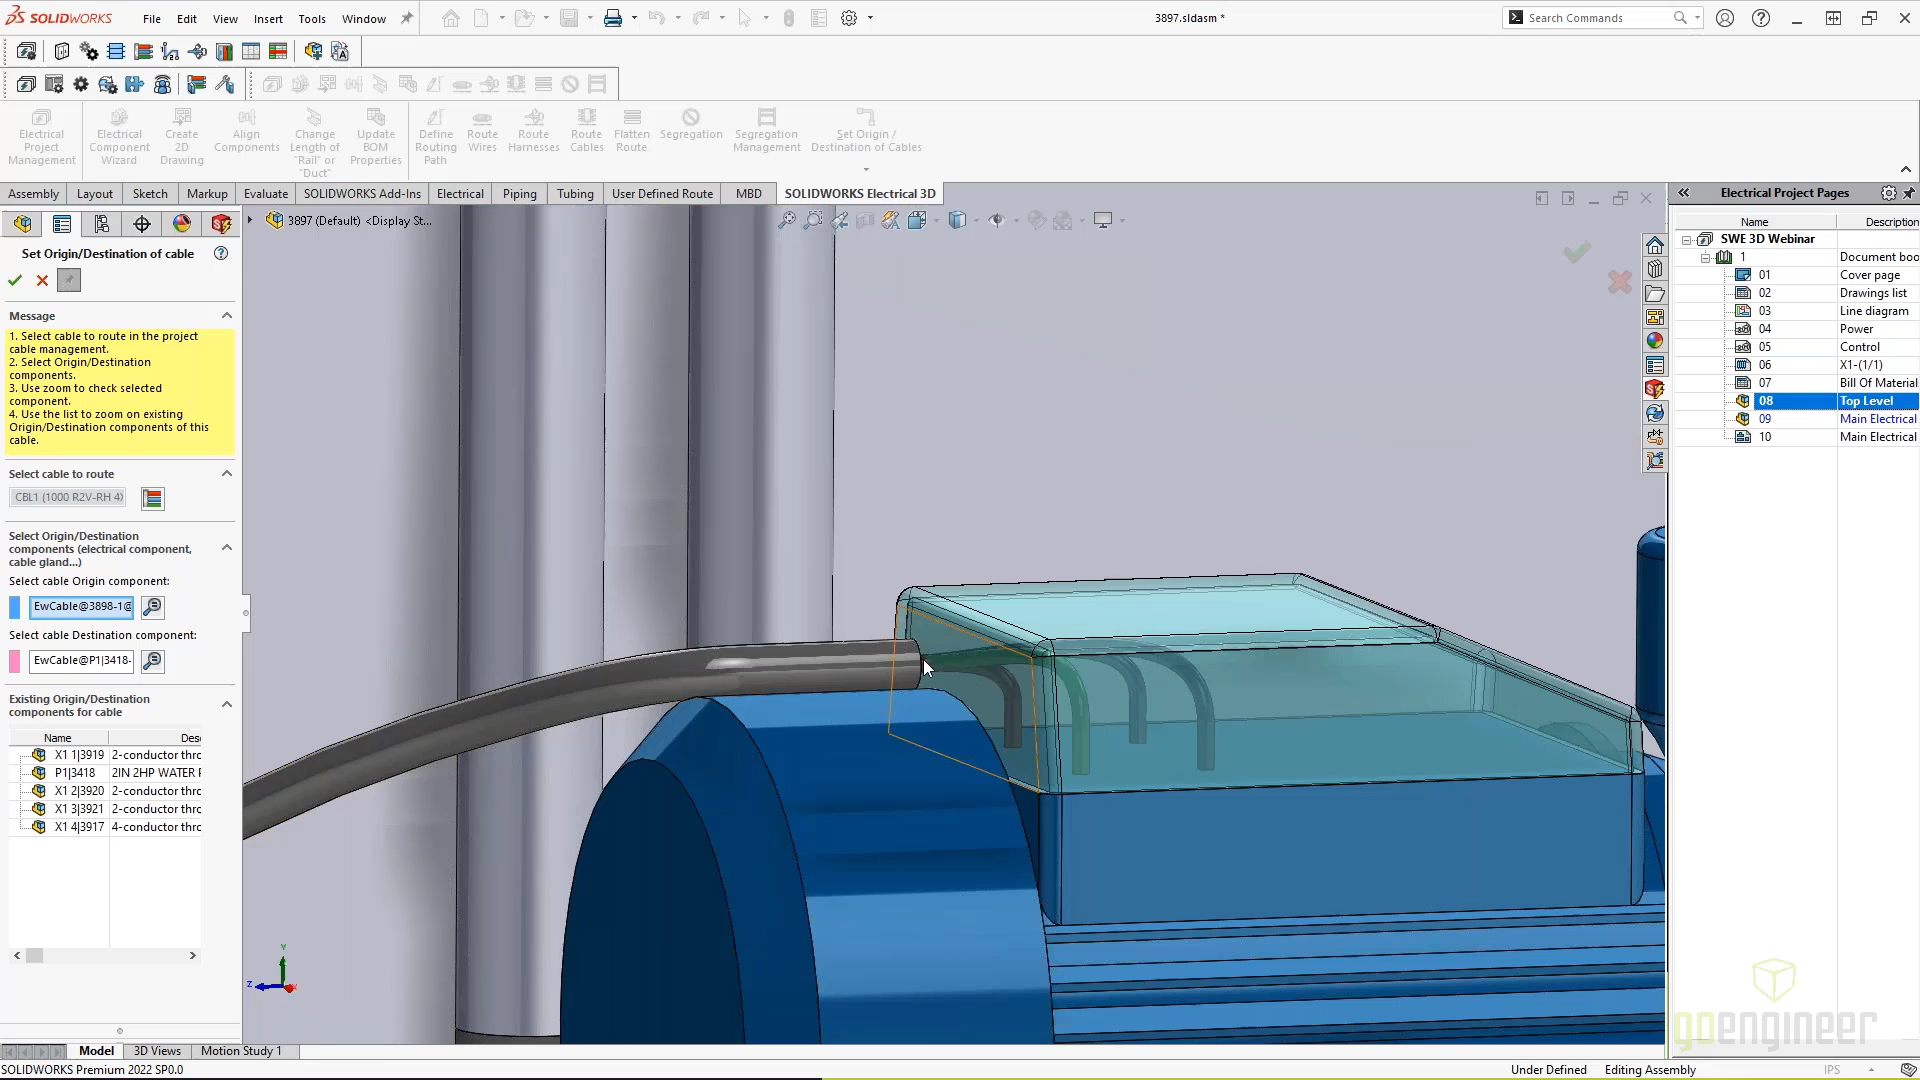 SOLIDWORKS
File Edit View Insert Tools Window
3897.sldasm *
Search Commands
Electrical Project Management
Electrical Component Wizard
Create 2D Drawing
Align Components
Change Length of "Rail" or "Duct"
Update BOM Properties
Define Routing Path
Route Wires
Route Harnesses
Route Cables
Flatten Route
Segregation
Segregation Management
Set Origin / Destination of Cables
Assembly Layout Sketch Markup Evaluate SOLIDWORKS Add-Ins Electrical Piping Tubing User Defined Route MBD SOLIDWORKS Electrical 3D
3897 (Default) <Display St...
Set Origin/Destination of cable
Message
1. Select cable to route in the project
cable management.
2. Select Origin/Destination
components.
3. Use zoom to check selected
component.
4. Use the list to zoom on existing
Origin/Destination components of this
cable.
Select cable to route
CBL1 (1000 R2V-RH 4)
Select Origin/Destination
components (electrical component,
cable gland...)
Select cable Origin component:
EwCable@3898-1@
Select cable Destination component:
EwCable@P1|3418-
Existing Origin/Destination
components for cable
Name Desc
X1 1|3919 2-conductor thro
P1|3418 2IN 2HP WATER
X1 2|3920 2-conductor thro
X1 3|3921 2-conductor thro
X1 4|3917 4-conductor thro
Y
Z
X
Electrical Project Pages
Name Description
SWE 3D Webinar
1 Document boo
01 Cover page
02 Drawings list
03 Line diagram
04 Power
05 Control
06 X1-(1/1)
07 Bill Of Material
08 Top Level
09 Main Electrical
10 Main Electrical
goengineer
Model 3D Views Motion Study 1
SOLIDWORKS Premium 2022 SP0.0
Under Defined Editing Assembly IPS